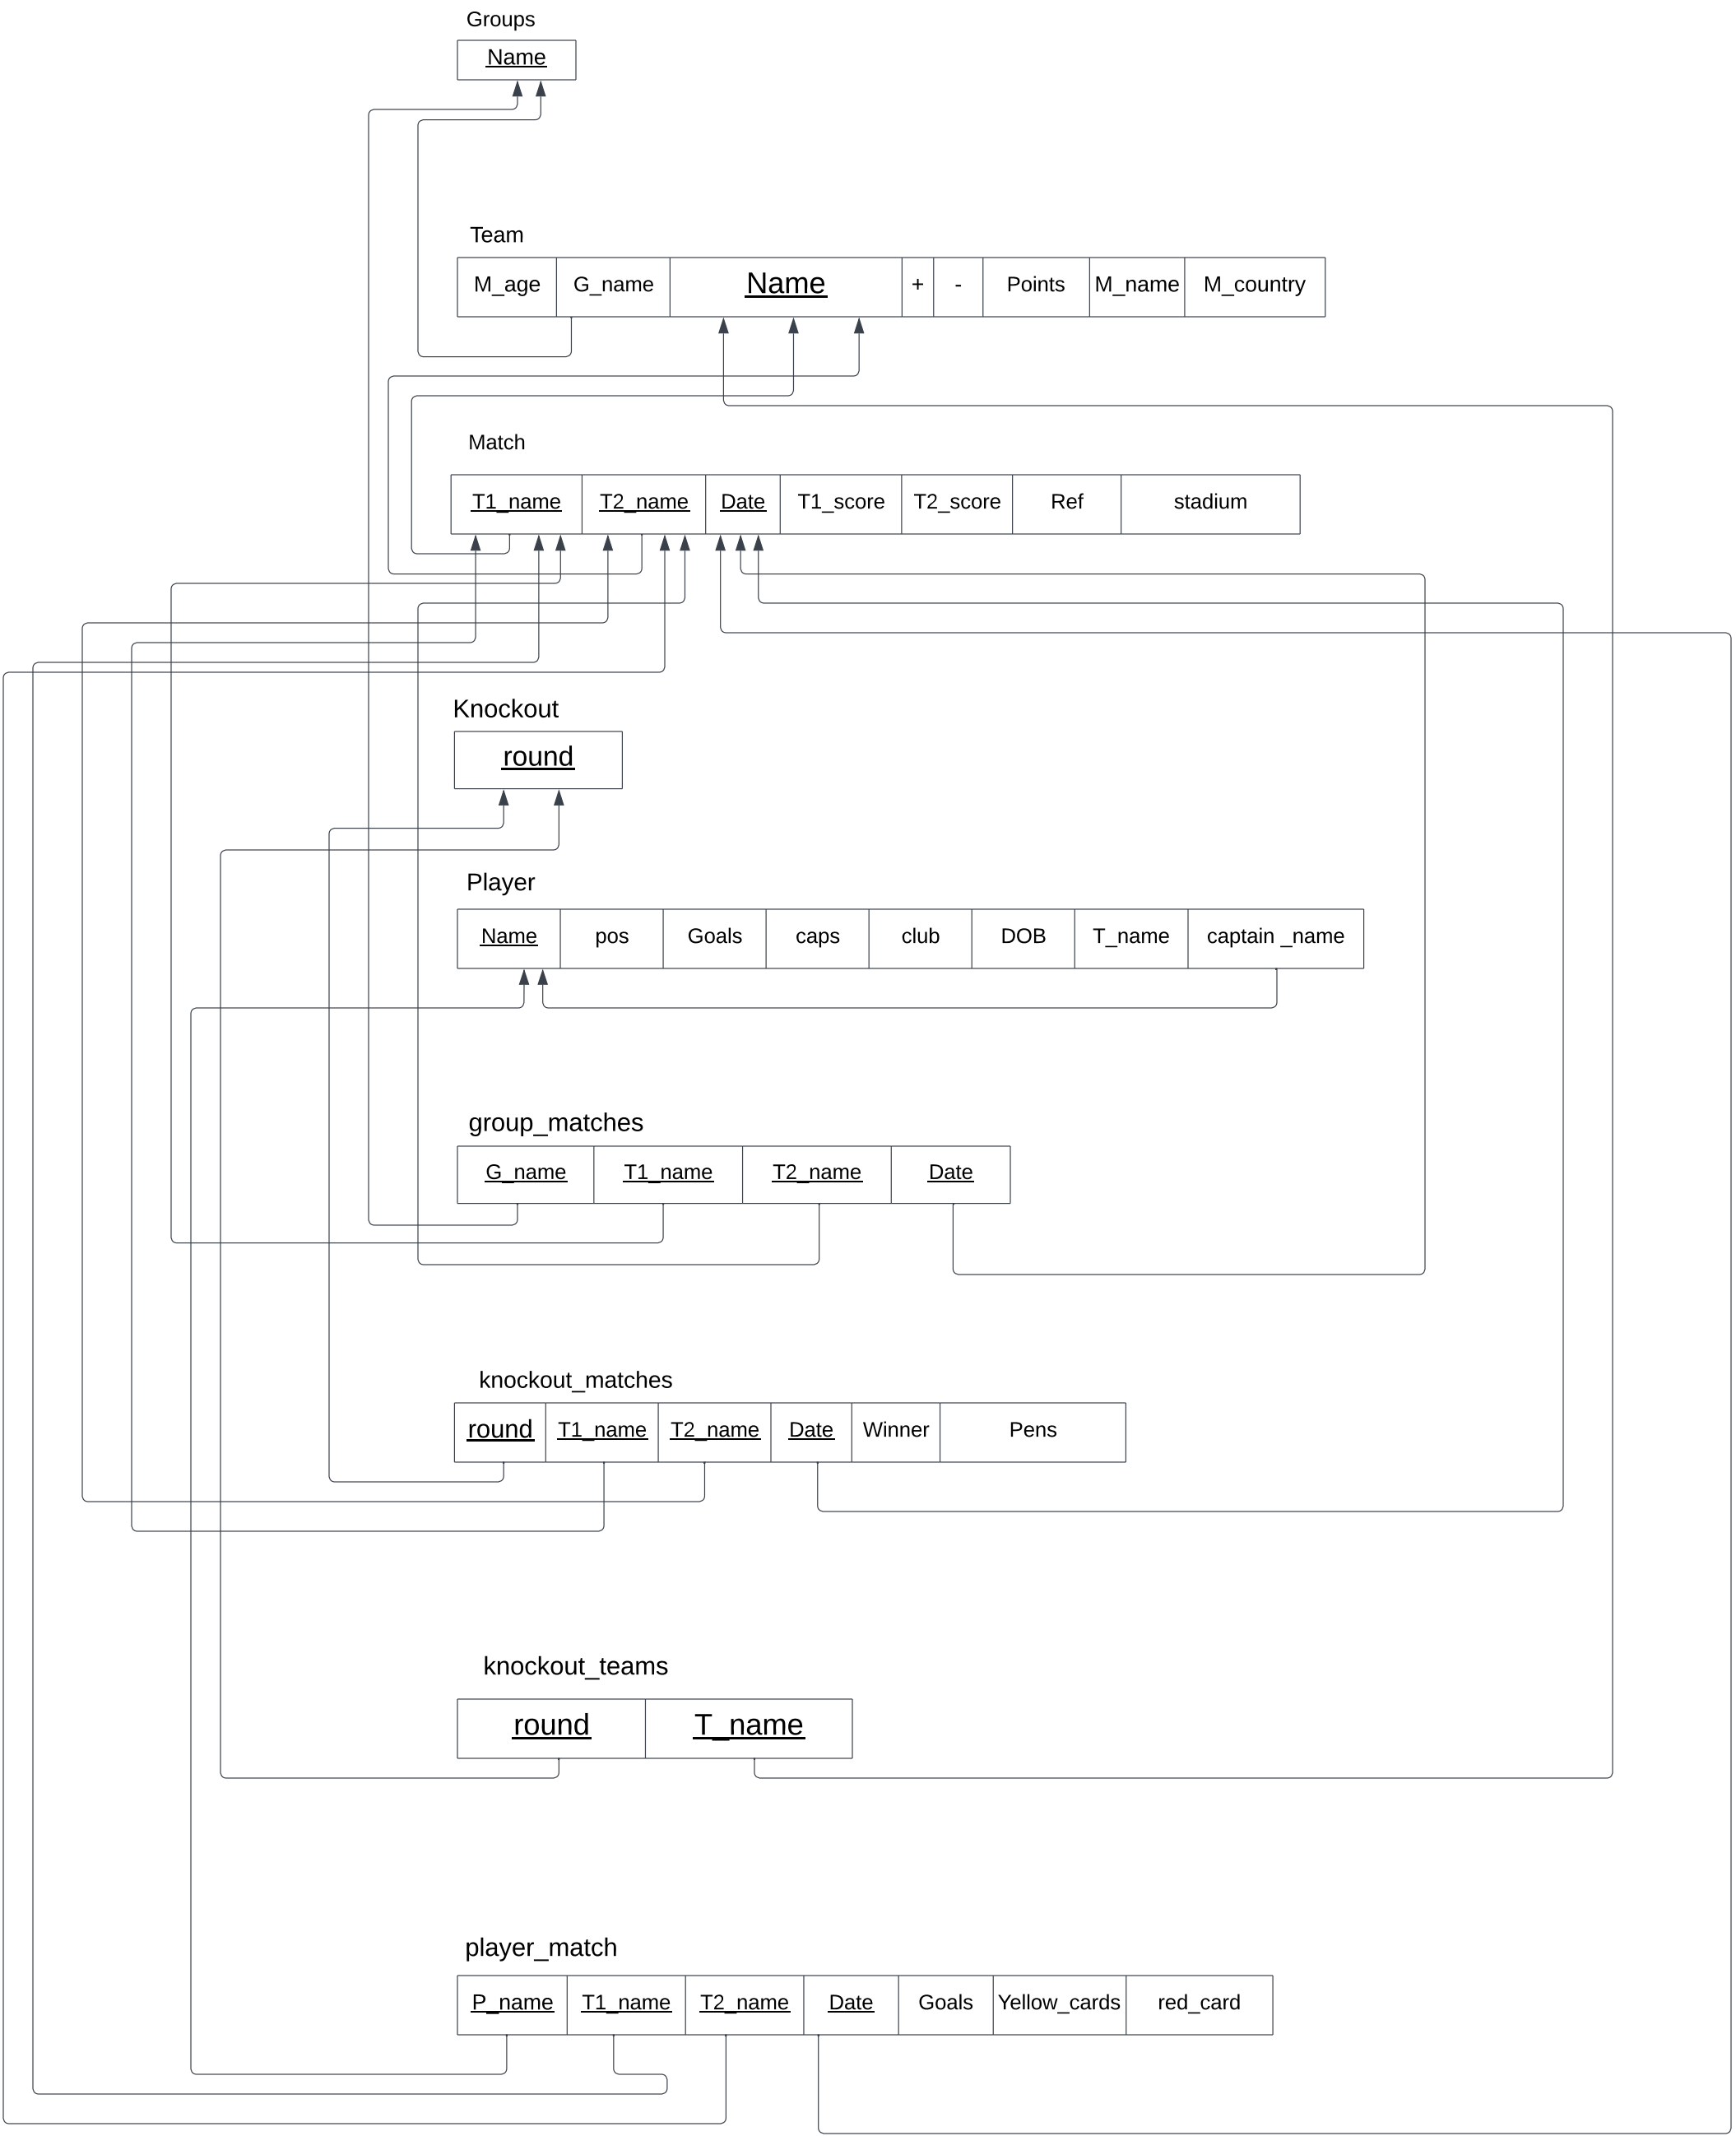 Groups
Name
Team
M_age G_name Name + - Points M_name M_country
Match
T1_name T2_name Date T1_score T2_score Ref stadium
Knockout
round
Player
Name pos Goals caps club DOB T_name captain _name
group_matches
G_name T1_name T2_name Date
knockout_matches
round T1_name T2_name Date Winner Pens
knockout_teams
round T_name
player_match
P_name T1_name T2_name Date Goals Yellow_cards red_card